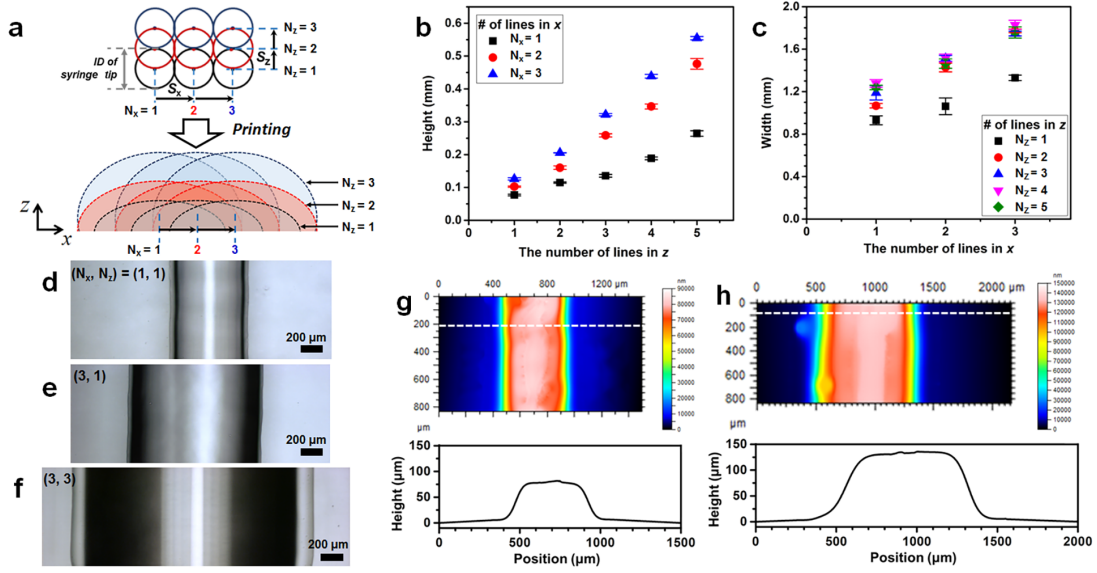 a
N_z = 3
N_z = 2
N_z = 1
S_z
ID of
syringe
tip
S_x
N_x = 1 2 3
Printing
N_z = 3
N_z = 2
N_z = 1
z
x
N_x = 1 2 3
b
# of lines in x
N_x = 1
N_x = 2
N_x = 3
Height (mm)
0.6
0.5
0.4
0.3
0.2
0.1
0.0
1 2 3 4 5
The number of lines in z
c
Width (mm)
2.0
1.6
1.2
0.8
0.4
0.0
# of lines in z
N_Z = 1
N_Z = 2
N_Z = 3
N_Z = 4
N_Z = 5
1 2 3
The number of lines in x
d
(N_x, N_z) = (1, 1)
200 µm
e
(3, 1)
200 µm
f
(3, 3)
200 µm
g
0 400 800 1200 µm
0
200
400
600
800
µm
nm
90000
80000
70000
60000
50000
40000
30000
20000
10000
0
Height (µm)
150
100
50
0
0 500 1000 1500
Position (µm)
h
0 500 1000 1500 2000 µm
0
200
400
600
800
µm
nm
150000
140000
130000
120000
110000
100000
90000
80000
70000
60000
50000
40000
30000
20000
10000
0
Height (µm)
150
100
50
0
0 500 1000 1500 2000
Position (µm)